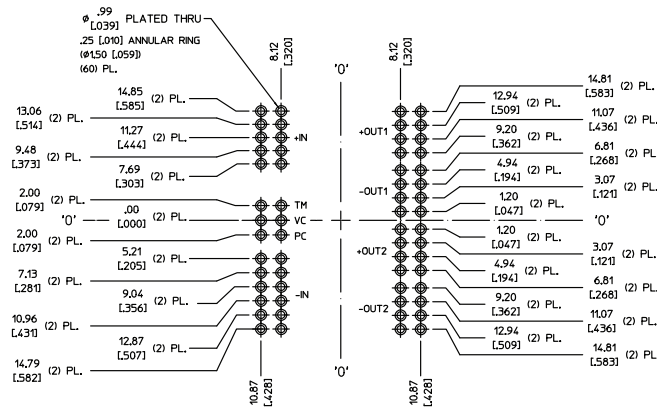 ø .99 [.039] PLATED THRU
.25 [.010] ANNULAR RING
(ø1.50 [.059])
(60) PL.
8.12 [.320]
8.12 [.320]
'0'
14.85 [.585] (2) PL.
13.06 [.514] (2) PL.
11.27 [.444] (2) PL.
9.48 [.373] (2) PL.
7.69 [.303] (2) PL.
+IN
2.00 [.079] (2) PL.
TM
'0'
.00 [.000] (2) PL.
VC
2.00 [.079] (2) PL.
PC
5.21 [.205] (2) PL.
7.13 [.281] (2) PL.
9.04 [.356] (2) PL.
-IN
10.96 [.431] (2) PL.
12.87 [.507] (2) PL.
14.79 [.582] (2) PL.
10.87 [.428]
'0'
10.87 [.428]
14.81 [.583] (2) PL.
12.94 [.509] (2) PL.
+OUT1
11.07 [.436] (2) PL.
9.20 [.362] (2) PL.
6.81 [.268] (2) PL.
4.94 [.194] (2) PL.
-OUT1
3.07 [.121] (2) PL.
1.20 [.047] (2) PL.
'0'
1.20 [.047] (2) PL.
+OUT2
3.07 [.121] (2) PL.
4.94 [.194] (2) PL.
6.81 [.268] (2) PL.
9.20 [.362] (2) PL.
-OUT2
11.07 [.436] (2) PL.
12.94 [.509] (2) PL.
14.81 [.583] (2) PL